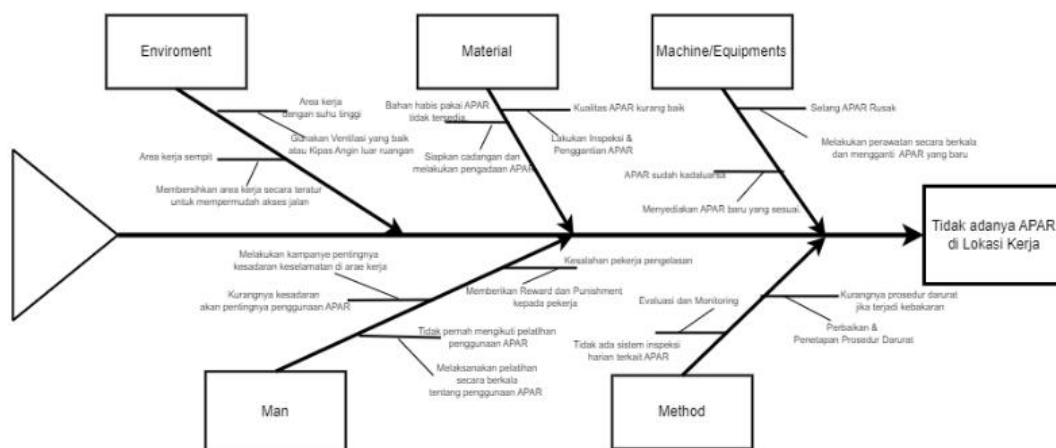 Enviroment
Material
Machine/Equipments
Area kerja
dangan suhu tinggi
Gunakan Ventilasi yang baik
atau Kipas Angin luar ruangan
Area kerja sempit
Membersihkan area kerja secara teratur
untuk mempermudah akses jalan
Bahan habis pakai APAR
tidak tersedia
Kualitas APAR kurang baik
Lakukan Inspeksi &
Penggantian APAR
Siapkan cadangan dan
melakukan pengadaan APAR
Selang APAR Rusak
Melakukan perawatan secara berkala
dan mengganti APAR yang baru
APAR sudah kadaluarsa
Menyediakan APAR baru yang sesuai.
Tidak adanya APAR
di Lokasi Kerja
Melakukan kampanye pentingnya
kesadaran keselamatan di arae kerja
Kurangnya kesadaran
akan pentingnya penggunaan APAR
Kesalahan pekerja pengelasan
Memberikan Reward dan Punishment
kepada pekerja
Tidak pernah mengikuti pelatihan
penggunaan APAR
Melaksanakan pelatihan
secara berkala
tentang penggunaan APAR
Evaluasi dan Monitoring
Tidak ada sistem inspeksi
harian terkait APAR
Kurangnya prosedur darurat
jika terjadi kebakaran
Perbaikan &
Penetapan Prosedur Darurat
Man
Method